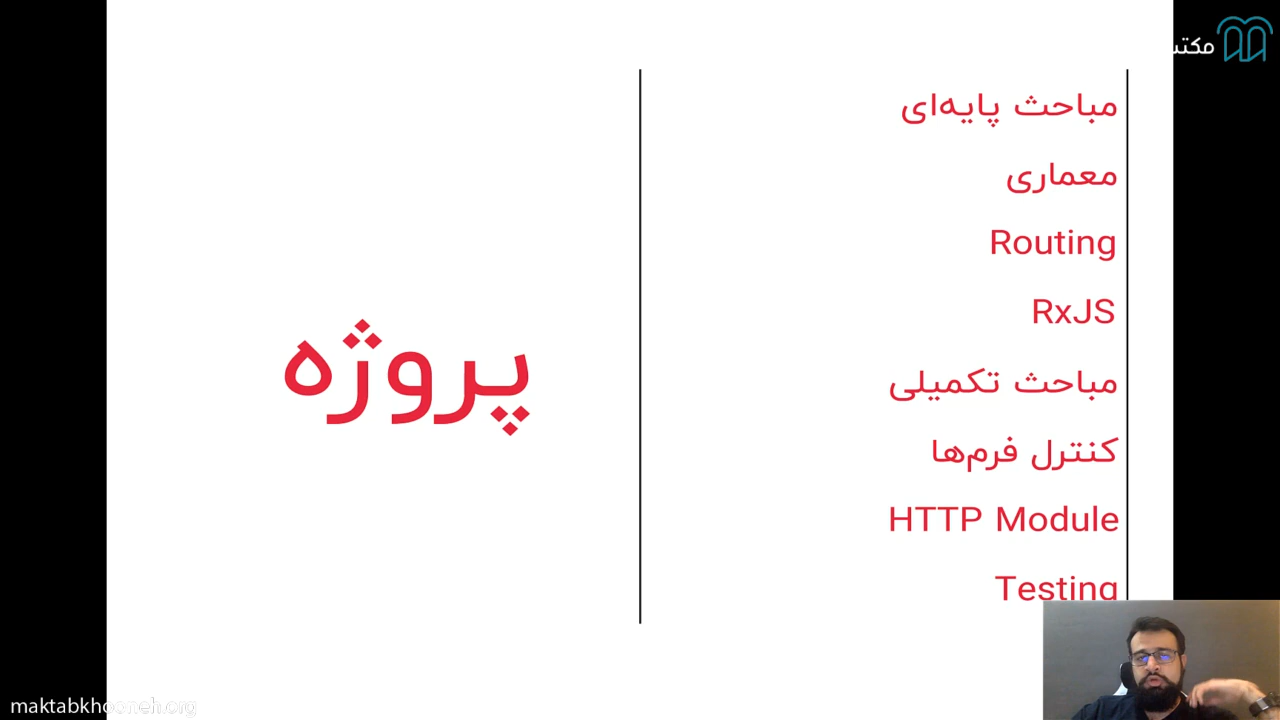 مباحث پایه‌ای
معماری
Routing
RxJS
مباحث تکمیلی
کنترل فرم‌ها
HTTP Module
Testing
پروژه
maktabkhooneh.org